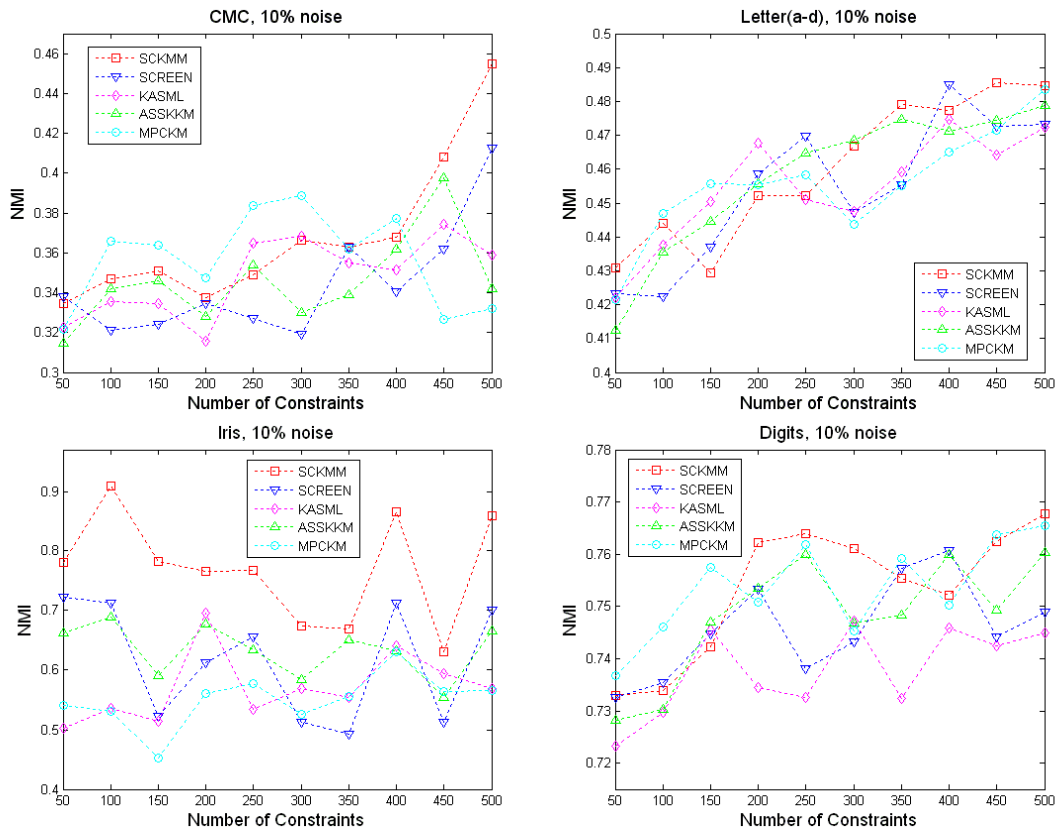 CMC, 10% noise
NMI
0.46
0.44
0.42
0.4
0.38
0.36
0.34
0.32
0.3
SCKMM
SCREEN
KASML
ASSKKM
MPCKM
50 100 150 200 250 300 350 400 450 500
Number of Constraints
Letter(a-d), 10% noise
NMI
0.5
0.49
0.48
0.47
0.46
0.45
0.44
0.43
0.42
0.41
0.4
SCKMM
SCREEN
KASML
ASSKKM
MPCKM
50 100 150 200 250 300 350 400 450 500
Number of Constraints
Iris, 10% noise
NMI
0.9
0.8
0.7
0.6
0.5
0.4
SCKMM
SCREEN
KASML
ASSKKM
MPCKM
50 100 150 200 250 300 350 400 450 500
Number of Constraints
Digits, 10% noise
NMI
0.78
0.77
0.76
0.75
0.74
0.73
0.72
SCKMM
SCREEN
KASML
ASSKKM
MPCKM
50 100 150 200 250 300 350 400 450 500
Number of Constraints